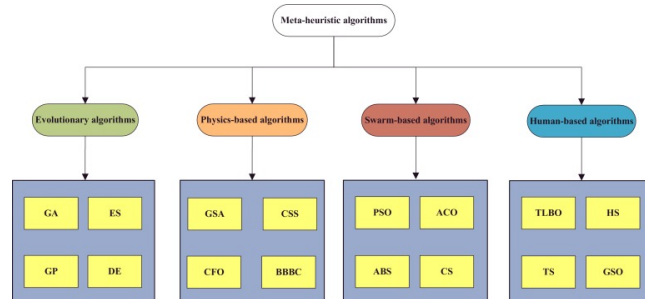 Meta-heuristic algorithms
Evolutionary algorithms
Physics-based algorithms
Swarm-based algorithms
Human-based algorithms
GA ES
GP DE
GSA CSS
CFO BBBC
PSO ACO
ABS CS
TLBO HS
TS GSO